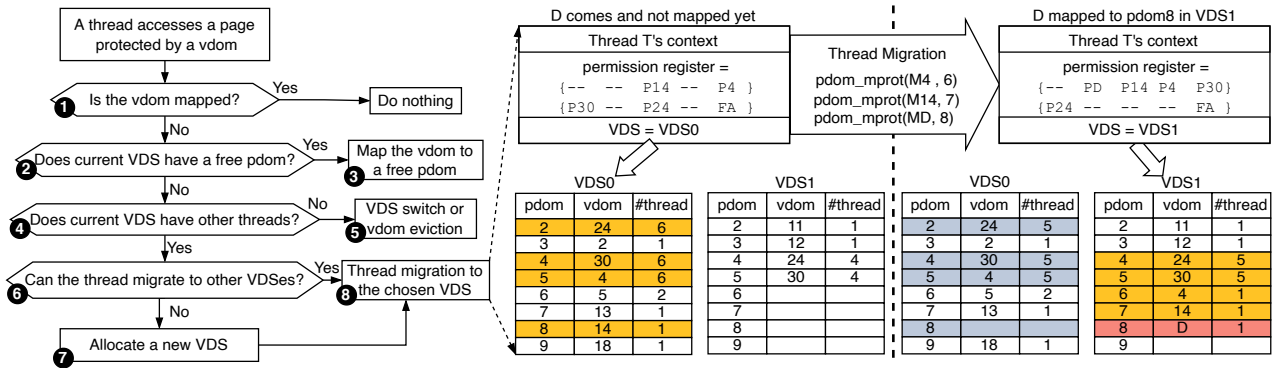 A thread accesses a page
protected by a vdom
1 Is the vdom mapped?
Yes
Do nothing
No
2 Does current VDS have a free pdom?
Yes
3 Map the vdom to
a free pdom
No
4 Does current VDS have other threads?
No
5 VDS switch or
vdom eviction
Yes
6 Can the thread migrate to other VDSes?
Yes
8 Thread migration to
the chosen VDS
No
7 Allocate a new VDS
D comes and not mapped yet
Thread T's context
permission register =
{-- -- P14 -- P4 }
{P30 -- P24 -- FA }
VDS = VDS0
Thread Migration
pdom_mprot(M4 , 6)
pdom_mprot(M14, 7)
pdom_mprot(MD, 8)
D mapped to pdom8 in VDS1
Thread T's context
permission register =
{-- PD P14 P4 P30}
{P24 -- -- -- FA }
VDS = VDS1
VDS0
pdom vdom #thread
2 24 6
3 2 1
4 30 6
5 4 6
6 5 2
7 13 1
8 14 1
9 18 1
VDS1
pdom vdom #thread
2 11 1
3 12 1
4 24 4
5 30 4
6
7
8
9
VDS0
pdom vdom #thread
2 24 5
3 2 1
4 30 5
5 4 5
6 5 2
7 13 1
8
9 18 1
VDS1
pdom vdom #thread
2 11 1
3 12 1
4 24 5
5 30 5
6 4 1
7 14 1
8 D 1
9